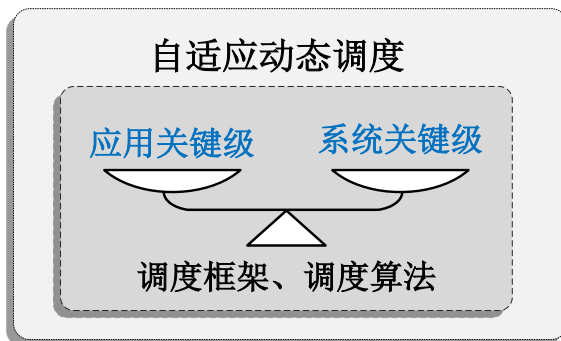 自适应动态调度
应用关键级 系统关键级
调度框架、调度算法